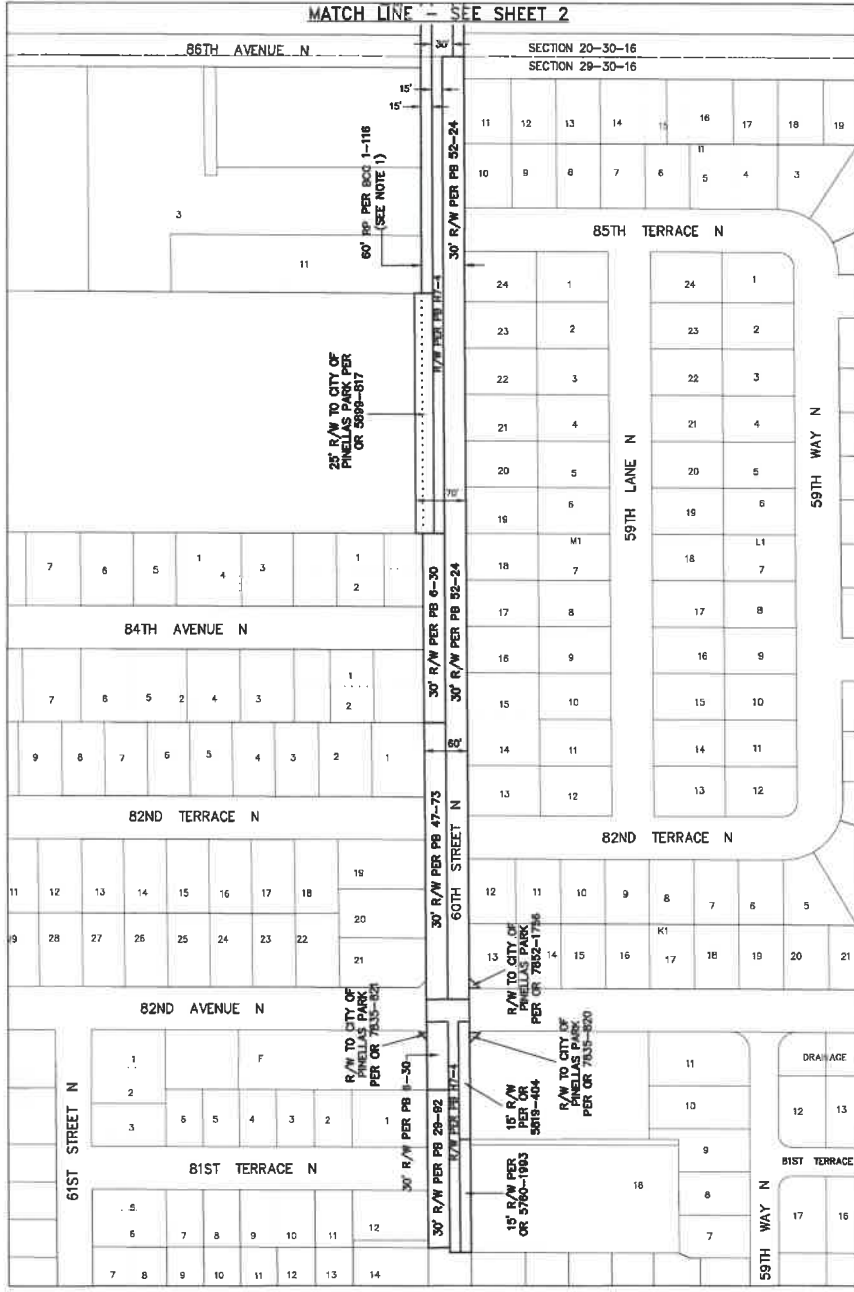 MATCH LINE - SEE SHEET 2
86TH AVENUE N
30'
SECTION 20-30-16
SECTION 29-30-16
15'
15'
60' RP PER BCC 1-116
(SEE NOTE 1)
30' R/W PER PB 52-24
R/W PER PB H7-4
11 12 13 14 15 16 17 18 19
11
10 9 8 7 6 5 4 3
3
11
85TH TERRACE N
25' R/W TO CITY OF
PINELLAS PARK PER
OR 5899-817
70'
24 1 24 1
23 2 23 2
22 3 22 3
21 4 21 4
20 5 20 5
19 6 19 6
M1 L1
18 7 18 7
17 8 17 8
16 9 16 9
15 10 15 10
14 11 14 11
13 12 13 12
59TH LANE N
59TH WAY N
7 6 5 1 4 3 1
2
84TH AVENUE N
30' R/W PER PB 6-30
30' R/W PER PB 52-24
7 6 5 2 4 3 1
2
60'
9 8 7 6 5 4 3 2 1
82ND TERRACE N
82ND TERRACE N
30' R/W PER PB 47-73
60TH STREET N
11 12 13 14 15 16 17 18 19
20
29 28 27 26 25 24 23 22 21
12 11 10 9 8 7 6 5
K1
13 14 15 16 17 18 19 20 21
R/W TO CITY OF
PINELLAS PARK
PER OR 7852-1756
82ND AVENUE N
R/W TO CITY OF
PINELLAS PARK
PER OR 7835-821
R/W TO CITY OF
PINELLAS PARK
PER OR 7835-820
30' R/W PER PB 6-30
R/W PER PB H7-4
15' R/W
PER OR
5819-404
1
2
3
F
6 5 4 3 2 1
61ST STREET N
81ST TERRACE N
30' R/W PER PB 29-92
15' R/W PER
OR 5760-1993
6 7 8 9 10 11 12
7 8 9 10 11 12 13 14
11
10
9
8
7
18
DRAINAGE
12 13
81ST TERRACE
59TH WAY N
17 16